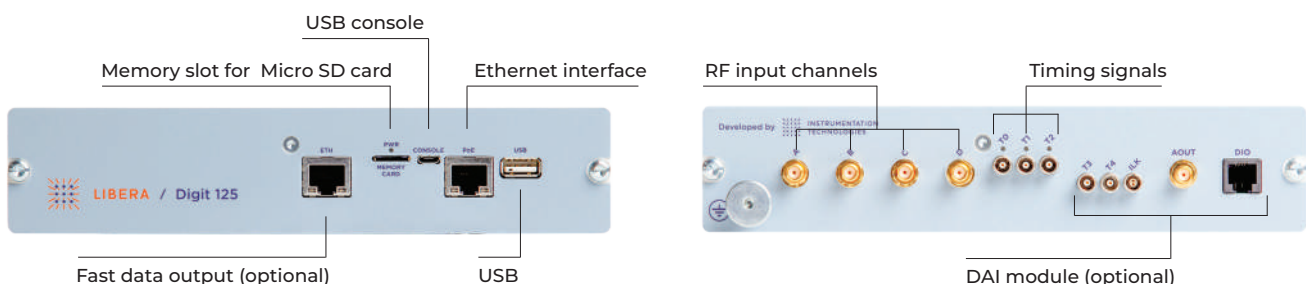 USB console
Memory slot for Micro SD card
Ethernet interface
RF input channels
Timing signals
ETH
PWR
MEMORY
CARD
CONSOLE
PoE
USB
LIBERA / Digit 125
Developed by
INSTRUMENTATION
TECHNOLOGIES
A
B
C
D
T0
T1
T2
T3
T4
ILK
AOUT
DIO
Fast data output (optional)
USB
DAI module (optional)